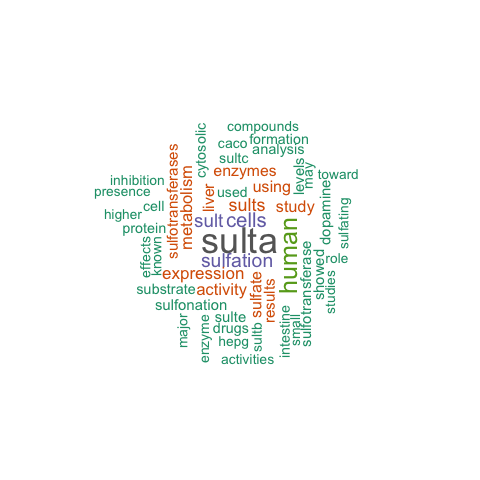 compounds
formation
caco
analysis
cytosolic
sultc
enzymes
sulfotransferases
metabolism
liver
used
using
levels
may
toward
inhibition
presence
cell
higher
protein
sults
study
dopamine
sulfating
sult
cells
sulta
human
effects
known
sulfation
role
showed
studies
sulfotransferase
expression
substrate
activity
sulfate
results
sulfonation
major
enzyme
sulte
drugs
hepg
sultb
intestine
small
activities